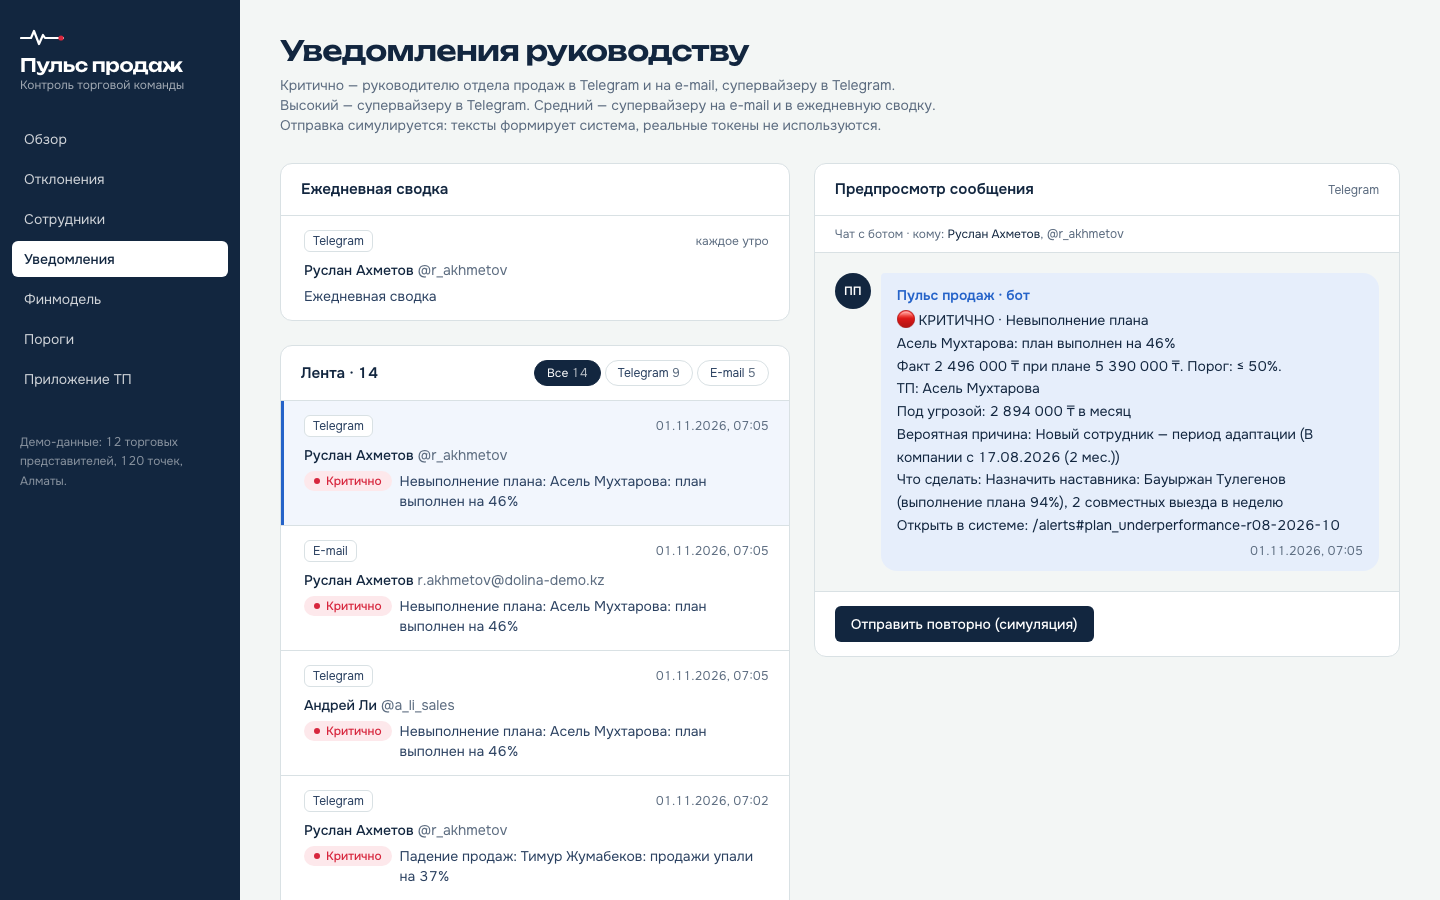 Пульс продаж
Контроль торговой команды
Обзор
Отклонения
Сотрудники
Уведомления
Финмодель
Пороги
Приложение ТП
Демо-данные: 12 торговых
представителей, 120 точек,
Алматы.
Уведомления руководству
Критично — руководителю отдела продаж в Telegram и на e-mail, супервайзеру в Telegram.
Высокий — супервайзеру в Telegram. Средний — супервайзеру на e-mail и в ежедневную сводку.
Отправка симулируется: тексты формирует система, реальные токены не используются.
Ежедневная сводка
Telegram каждое утро
Руслан Ахметов @r_akhmetov
Ежедневная сводка
Лента · 14 Все 14 Telegram 9 E-mail 5
Telegram 01.11.2026, 07:05
Руслан Ахметов @r_akhmetov
Критично Невыполнение плана: Асель Мухтарова: план
выполнен на 46%
E-mail 01.11.2026, 07:05
Руслан Ахметов r.akhmetov@dolina-demo.kz
Критично Невыполнение плана: Асель Мухтарова: план
выполнен на 46%
Telegram 01.11.2026, 07:05
Андрей Ли @a_li_sales
Критично Невыполнение плана: Асель Мухтарова: план
выполнен на 46%
Telegram 01.11.2026, 07:02
Руслан Ахметов @r_akhmetov
Критично Падение продаж: Тимур Жумабеков: продажи упали
на 37%
Предпросмотр сообщения Telegram
Чат с ботом · кому: Руслан Ахметов, @r_akhmetov
ПП
Пульс продаж · бот
🔴 КРИТИЧНО · Невыполнение плана
Асель Мухтарова: план выполнен на 46%
Факт 2 496 000 ₸ при плане 5 390 000 ₸. Порог: ≤ 50%.
ТП: Асель Мухтарова
Под угрозой: 2 894 000 ₸ в месяц
Вероятная причина: Новый сотрудник — период адаптации (В
компании с 17.08.2026 (2 мес.))
Что сделать: Назначить наставника: Бауыржан Тулегенов
(выполнение плана 94%), 2 совместных выезда в неделю
Открыть в системе: /alerts#plan_underperformance-r08-2026-10
01.11.2026, 07:05
Отправить повторно (симуляция)